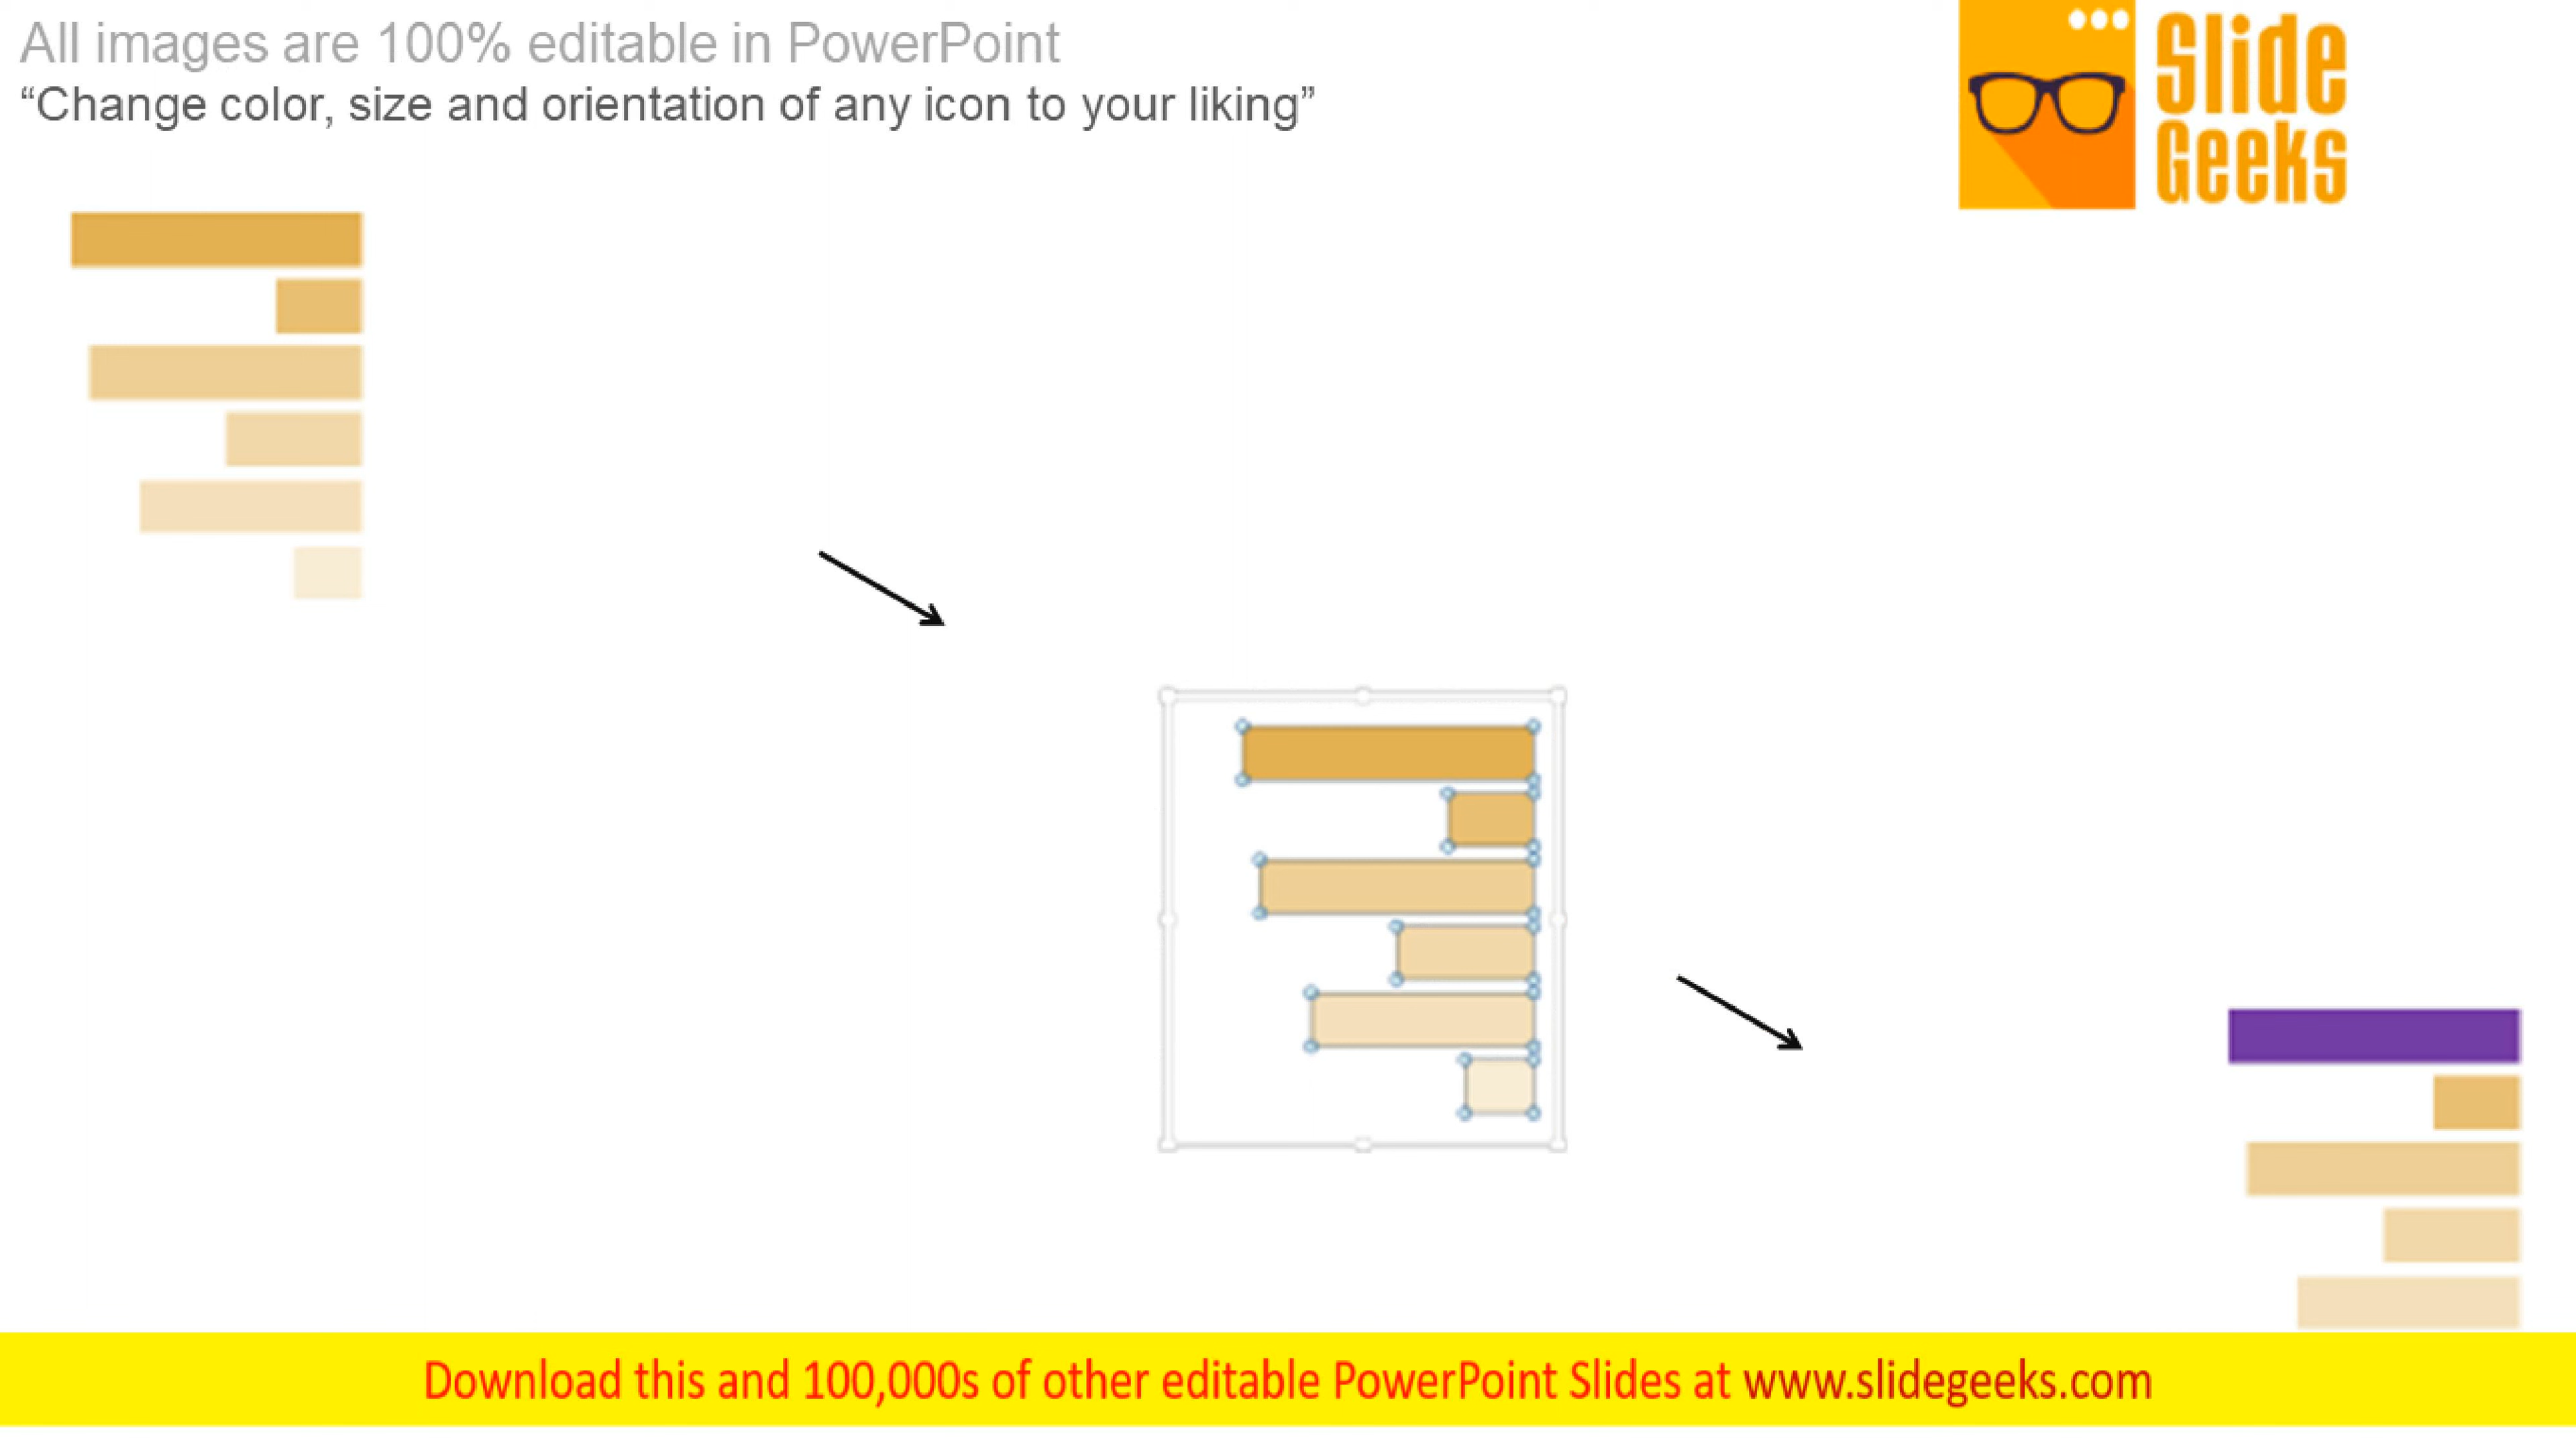 All images are 100% editable in PowerPoint
“Change color, size and orientation of any icon to your liking”
Slide
Geeks
Download this and 100,000s of other editable PowerPoint Slides at www.slidegeeks.com